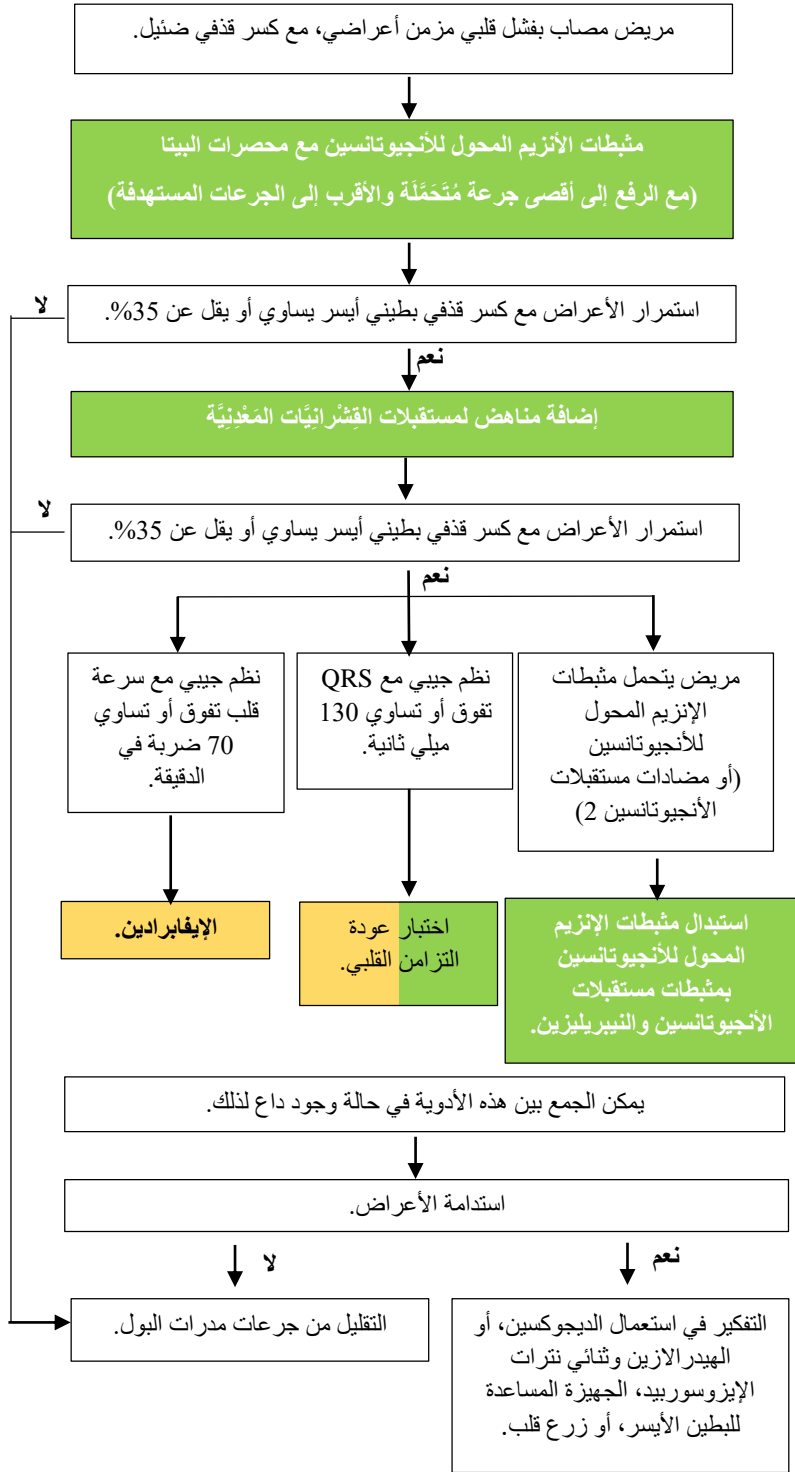 مريض مصاب بفشل قلبي مزمن أعراضي، مع كسر قذفي ضئيل.
مثبطات الأنزيم المحول للأنجيوتانسين مع محصرات البيتا
(مع الرفع إلى أقصى جرعة مُتَحَمَّلَة والأقرب إلى الجرعات المستهدفة)
استمرار الأعراض مع كسر قذفي بطيني أيسر يساوي أو يقل عن 35%.
لا
نعم
إضافة مناهض لمستقبلات القِشْرانِيَّات المَعْدِنِيَّة
استمرار الأعراض مع كسر قذفي بطيني أيسر يساوي أو يقل عن 35%.
لا
نعم
مريض يتحمل مثبطات
الإنزيم المحول
للأنجيوتانسين
(أو مضادات مستقبلات
الأنجيوتانسين 2)
نظم جيبي مع QRS
تفوق أو تساوي 130
ميلي ثانية.
نظم جيبي مع سرعة
قلب تفوق أو تساوي
70 ضربة في
الدقيقة.
استبدال مثبطات الإنزيم
المحول للأنجيوتانسين
بمثبطات مستقبلات
الأنجيوتانسين والنيبريليزين.
اختبار عودة
التزامن القلبي.
الإيفابرادين.
يمكن الجمع بين هذه الأدوية في حالة وجود داع لذلك.
استدامة الأعراض.
نعم
لا
التفكير في استعمال الديجوكسين، أو
الهيدرالازين وثنائي نترات
الإيزوسوربيد، الجهيزة المساعدة
للبطين الأيسر، أو زرع قلب.
التقليل من جرعات مدرات البول.